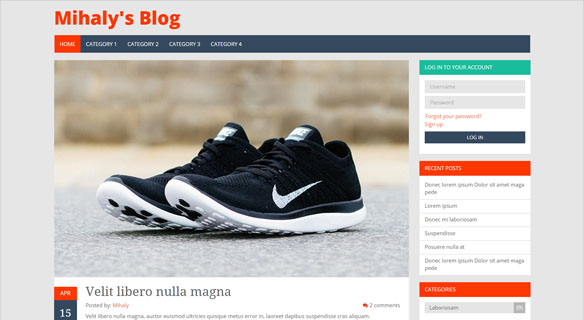 Mihaly's Blog
HOME CATEGORY 1 CATEGORY 2 CATEGORY 3 CATEGORY 4
LOG IN TO YOUR ACCOUNT
Username
Password
Forgot your password?
Sign up
LOG IN
RECENT POSTS
Donec lorem ipsum Dolor sit amet maga
pede
Lorem ipsum
Donec mi laboriosam
Suspendisse
Posuere nulla at
Donec lorem ipsum Dolor sit amet maga
pede
CATEGORIES
Laboriosam
APR
15
Velit libero nulla magna
Posted by: Mihaly
2 comments
Velit libero nulla magna, auctor euismod ultricies quisque metus error in, laoreet dapibus suspendisse cras aliquam.